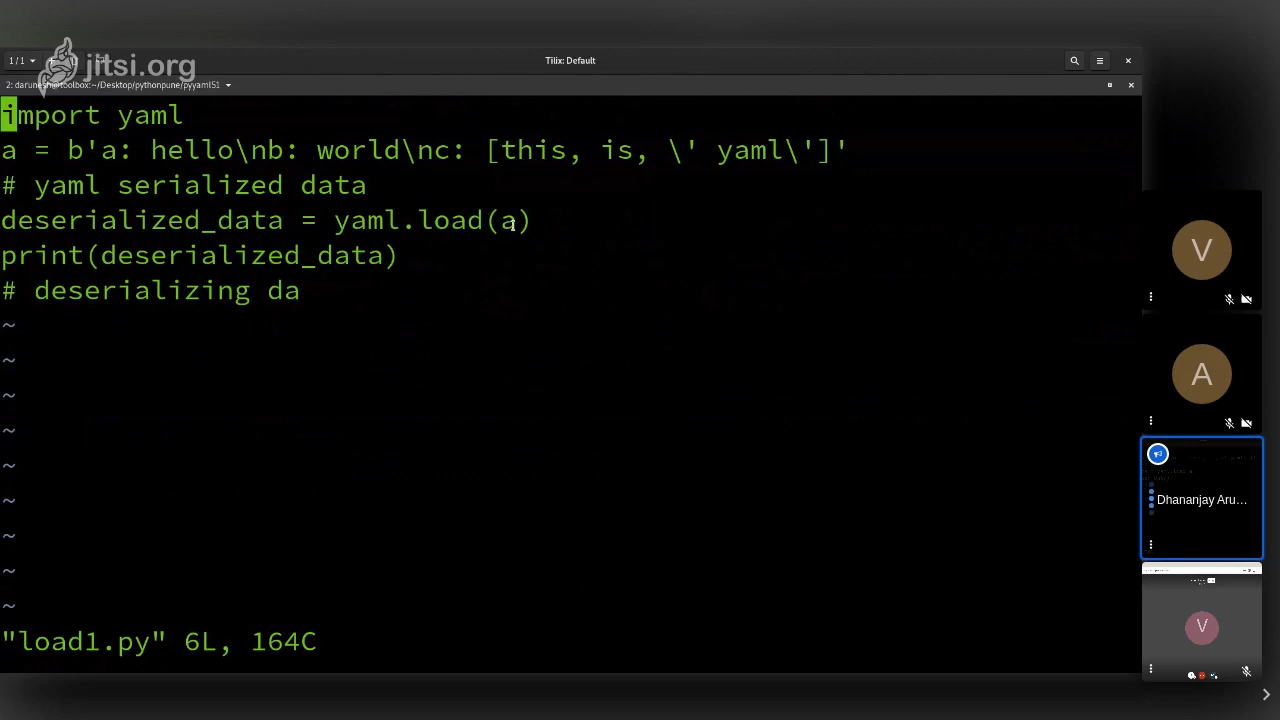 jitsi.org
1/1
Tilix: Default
2: darunesh@toolbox:~/Desktop/pythonpune/pyyaml51
import yaml
a = b'a: hello\nb: world\nc: [this, is, \' yaml\']'
# yaml serialized data
deserialized_data = yaml.load(a)
print(deserialized_data)
# deserializing da
~
~
~
~
~
~
~
~
~
"load1.py" 6L, 164C
V
A
Dhananjay Aru...
V